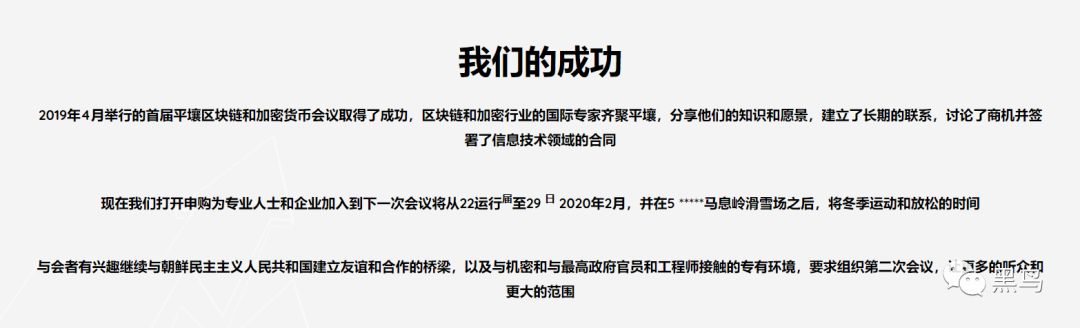 我们的成功
2019年4月举行的首届平壤区块链和加密货币会议取得了成功，区块链和加密行业的国际专家齐聚平壤，分享他们的知识和愿景，建立了长期的联系，讨论了商机并签
署了信息技术领域的合同
现在我们打开申购为专业人士和企业加入到下一次会议将从22运行届至29 日 2020年2月，并在5 *****马息岭滑雪场之后，将冬季运动和放松的时间
与会者有兴趣继续与朝鲜民主主义人民共和国建立友谊和合作的桥梁，以及与机密和与最高政府官员和工程师接触的专有环境，要求组织第二次会议，更多的听众和
更大的范围
黑鸟